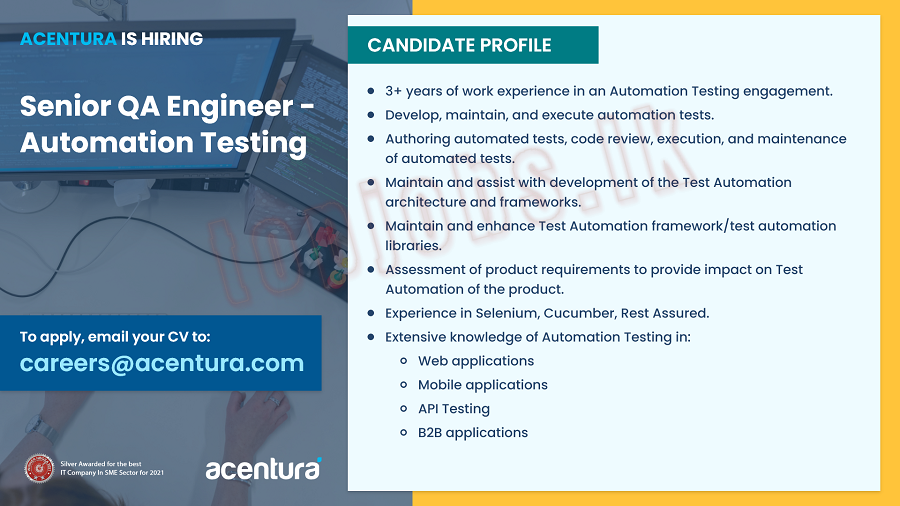 ACENTURA IS HIRING
Senior QA Engineer -
Automation Testing
To apply, email your CV to:
careers@acentura.com
Silver Awarded for the best
IT Company In SME Sector for 2021
acentura
CANDIDATE PROFILE
3+ years of work experience in an Automation Testing engagement.
Develop, maintain, and execute automation tests.
Authoring automated tests, code review, execution, and maintenance
of automated tests.
Maintain and assist with development of the Test Automation
architecture and frameworks.
Maintain and enhance Test Automation framework/test automation
libraries.
Assessment of product requirements to provide impact on Test
Automation of the product.
Experience in Selenium, Cucumber, Rest Assured.
Extensive knowledge of Automation Testing in:
Web applications
Mobile applications
API Testing
B2B applications
topjobs.lk